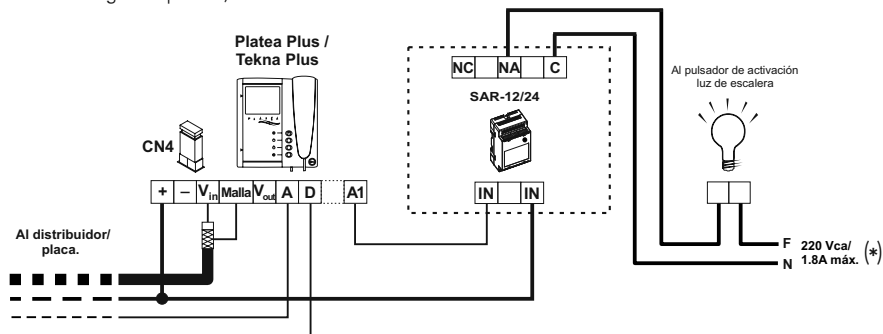 Platea Plus /
Tekna Plus
CN4
+ – Vin Malla Vout A D A1
Al distribuidor/
placa.
NC NA C
SAR-12/24
IN IN
Al pulsador de activación
luz de escalera
F
N
220 Vca/
1.8A máx.
(*)